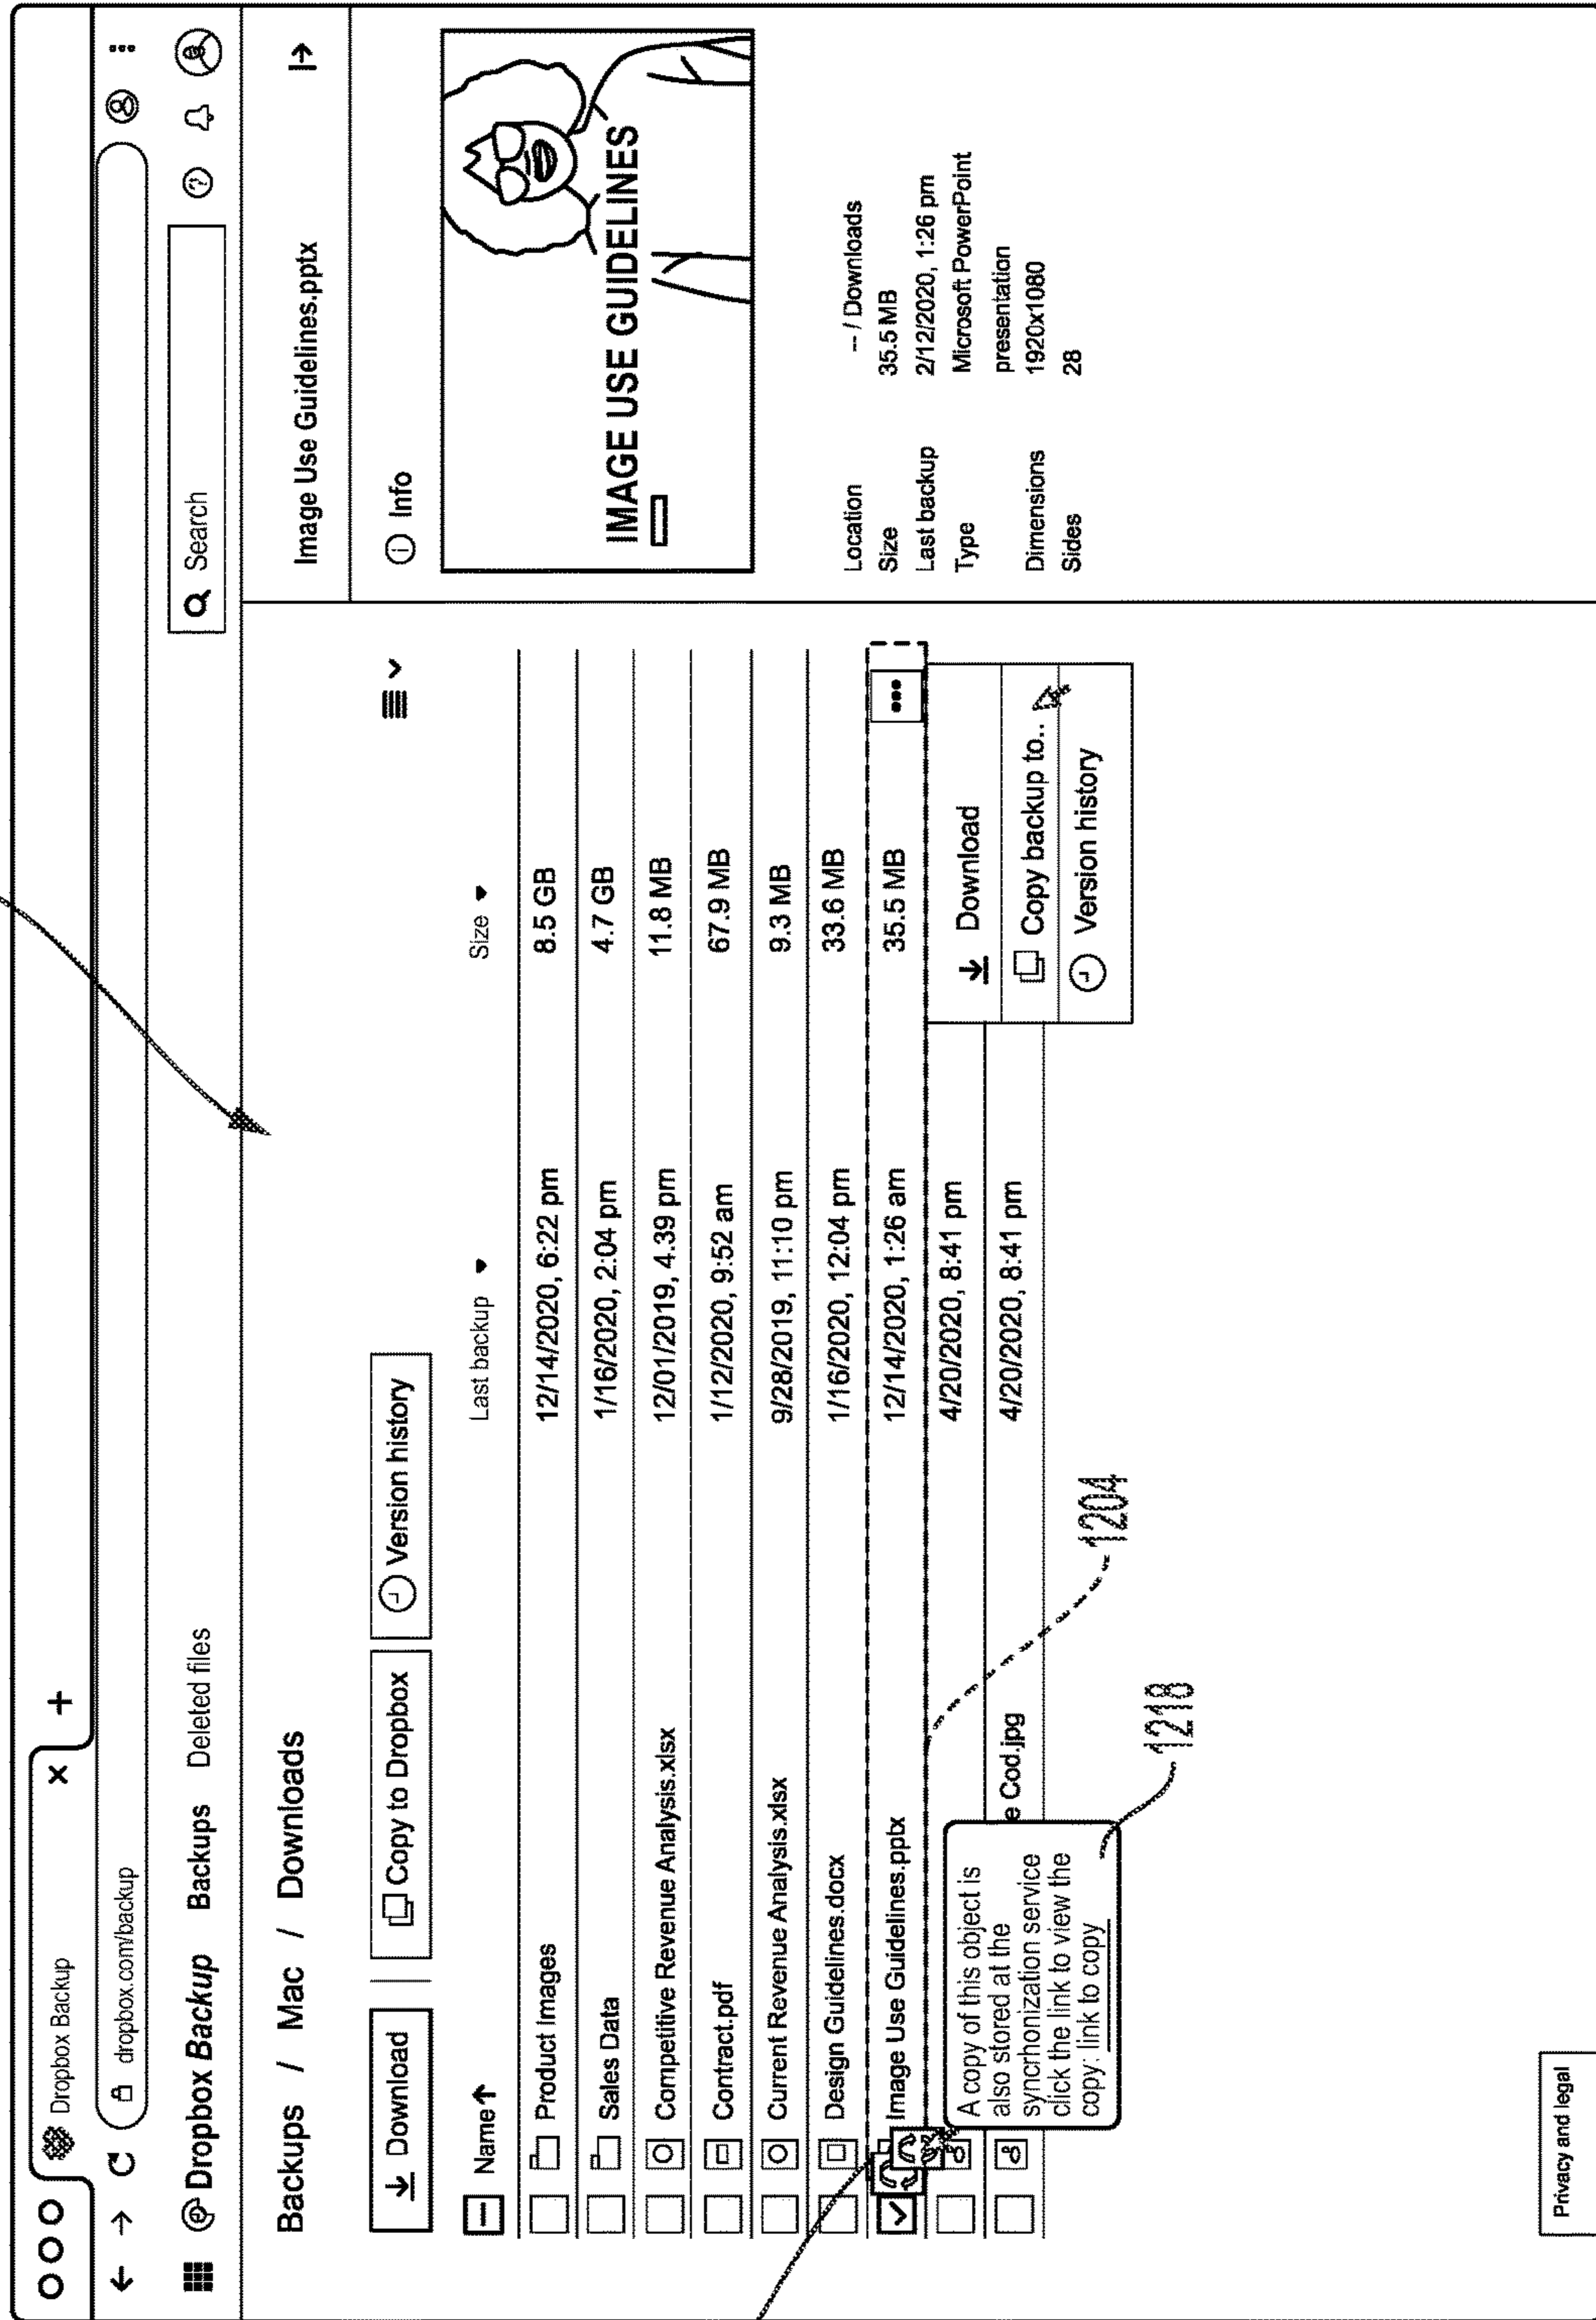 Dropbox Backup
dropbox.com/backup
Dropbox Backup Backups Deleted files
Search
Backups / Mac / Downloads
Download Copy to Dropbox Version history
Name Last backup Size
Product Images 12/14/2020, 6:22 pm 8.5 GB
Sales Data 1/16/2020, 2:04 pm 4.7 GB
Competitive Revenue Analysis.xlsx 12/01/2019, 4.39 pm 11.8 MB
Contract.pdf 1/12/2020, 9:52 am 67.9 MB
Current Revenue Analysis.xlsx 9/28/2019, 11:10 pm 9.3 MB
Design Guidelines.docx 1/16/2020, 12:04 pm 33.6 MB
Image Use Guidelines.pptx 12/14/2020, 1:26 am 35.5 MB
4/20/2020, 8:41 pm
e Cod.jpg 4/20/2020, 8:41 pm
A copy of this object is
also stored at the
syncrhonization service
click the link to view the
copy: link to copy
Download
Copy backup to..
Version history
1204
1218
Image Use Guidelines.pptx
Info
IMAGE USE GUIDELINES
Location -- / Downloads
Size 35.5 MB
Last backup 2/12/2020, 1:26 pm
Type Microsoft PowerPoint
presentation
Dimensions 1920x1080
Sides 28
Privacy and legal